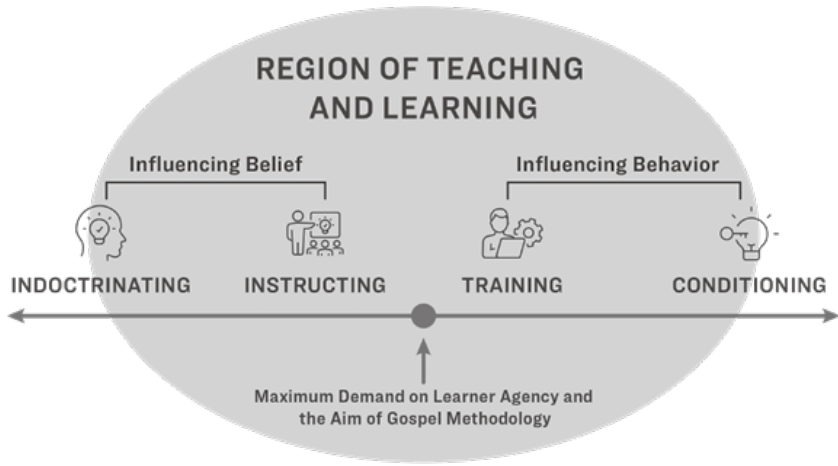 REGION OF TEACHING
AND LEARNING
Influencing Belief
Influencing Behavior
INDOCTRINATING
INSTRUCTING
TRAINING
CONDITIONING
Maximum Demand on Learner Agency and
the Aim of Gospel Methodology